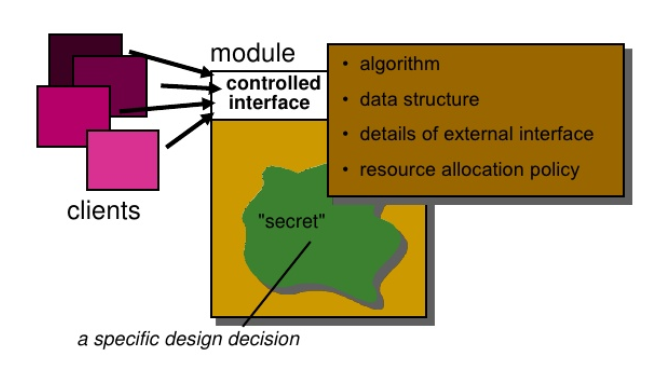 module
controlled
interface
• algorithm
• data structure
• details of external interface
• resource allocation policy
clients
"secret"
a specific design decision